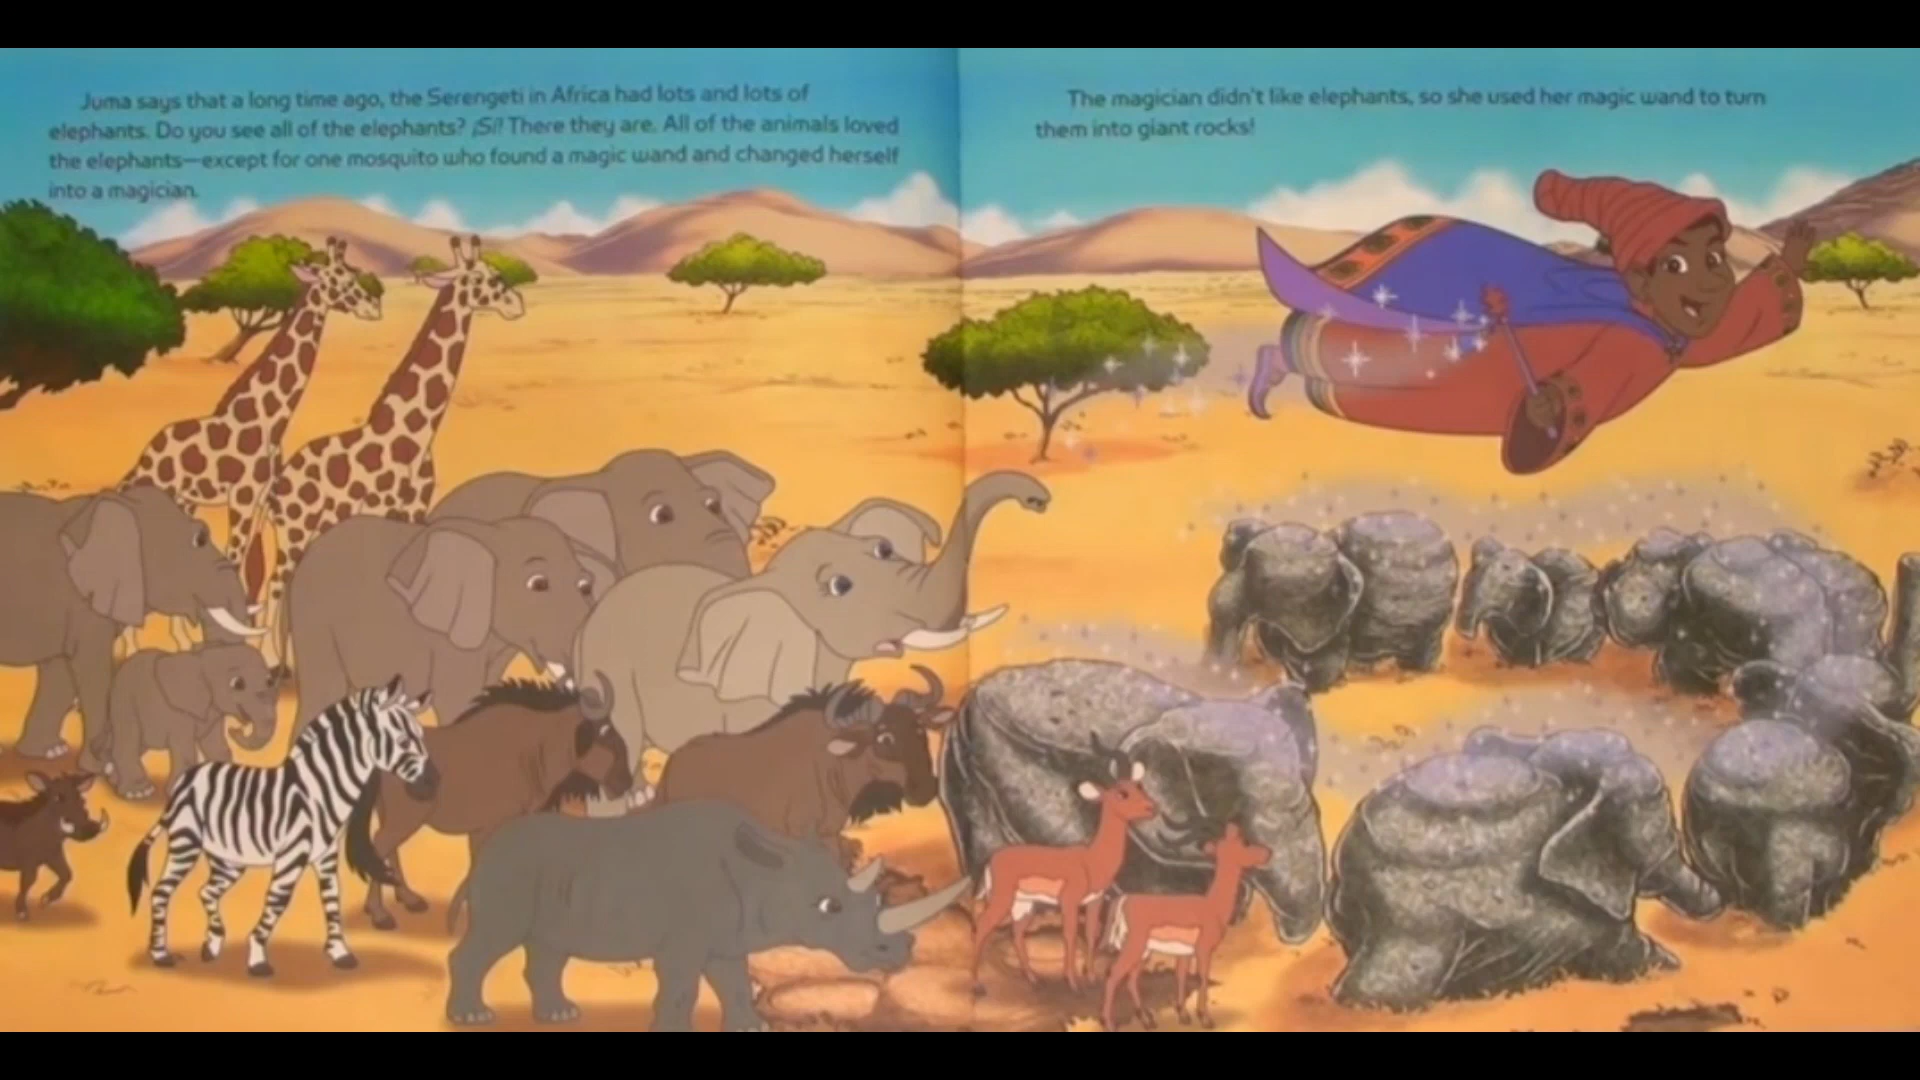 Juma says that a long time ago, the Serengeti in Africa had lots and lots of
elephants. Do you see all of the elephants? ¡Sí! There they are. All of the animals loved
the elephants—except for one mosquito who found a magic wand and changed herself
into a magician.
The magician didn't like elephants, so she used her magic wand to turn
them into giant rocks!